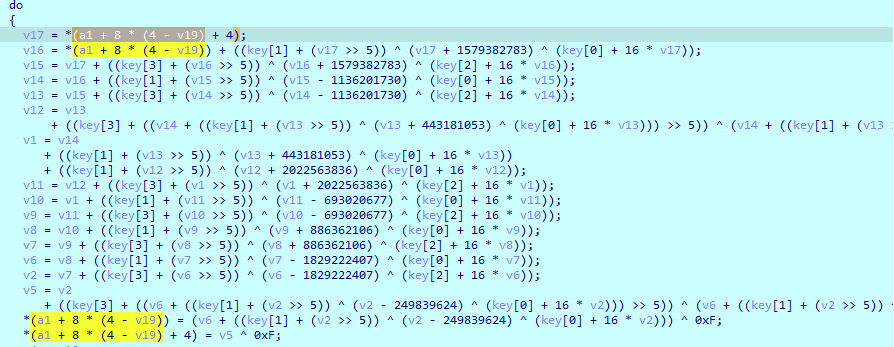 do
{
v17 = *(a1 + 8 * (4 - v19) + 4);
v16 = *(a1 + 8 * (4 - v19)) + ((key[1] + (v17 >> 5)) ^ (v17 + 1579382783) ^ (key[0] + 16 * v17));
v15 = v17 + ((key[3] + (v16 >> 5)) ^ (v16 + 1579382783) ^ (key[2] + 16 * v16));
v14 = v16 + ((key[1] + (v15 >> 5)) ^ (v15 - 1136201730) ^ (key[0] + 16 * v15));
v13 = v15 + ((key[3] + (v14 >> 5)) ^ (v14 - 1136201730) ^ (key[2] + 16 * v14));
v12 = v13
+ ((key[3] + ((v14 + ((key[1] + (v13 >> 5)) ^ (v13 + 443181053) ^ (key[0] + 16 * v13))) >> 5)) ^ (v14 + ((key[1] + (v13
v1 = v14
+ ((key[1] + (v13 >> 5)) ^ (v13 + 443181053) ^ (key[0] + 16 * v13))
+ ((key[1] + (v12 >> 5)) ^ (v12 + 2022563836) ^ (key[0] + 16 * v12));
v11 = v12 + ((key[3] + (v1 >> 5)) ^ (v1 + 2022563836) ^ (key[2] + 16 * v1));
v10 = v1 + ((key[1] + (v11 >> 5)) ^ (v11 - 693020677) ^ (key[0] + 16 * v11));
v9 = v11 + ((key[3] + (v10 >> 5)) ^ (v10 - 693020677) ^ (key[2] + 16 * v10));
v8 = v10 + ((key[1] + (v9 >> 5)) ^ (v9 + 886362106) ^ (key[0] + 16 * v9));
v7 = v9 + ((key[3] + (v8 >> 5)) ^ (v8 + 886362106) ^ (key[2] + 16 * v8));
v6 = v8 + ((key[1] + (v7 >> 5)) ^ (v7 - 1829222407) ^ (key[0] + 16 * v7));
v2 = v7 + ((key[3] + (v6 >> 5)) ^ (v6 - 1829222407) ^ (key[2] + 16 * v6));
v5 = v2
+ ((key[3] + ((v6 + ((key[1] + (v2 >> 5)) ^ (v2 - 249839624) ^ (key[0] + 16 * v2))) >> 5)) ^ (v6 + ((key[1] + (v2 >> 5)) ^
*(a1 + 8 * (4 - v19)) = (v6 + ((key[1] + (v2 >> 5)) ^ (v2 - 249839624) ^ (key[0] + 16 * v2))) ^ 0xF;
*(a1 + 8 * (4 - v19) + 4) = v5 ^ 0xF;